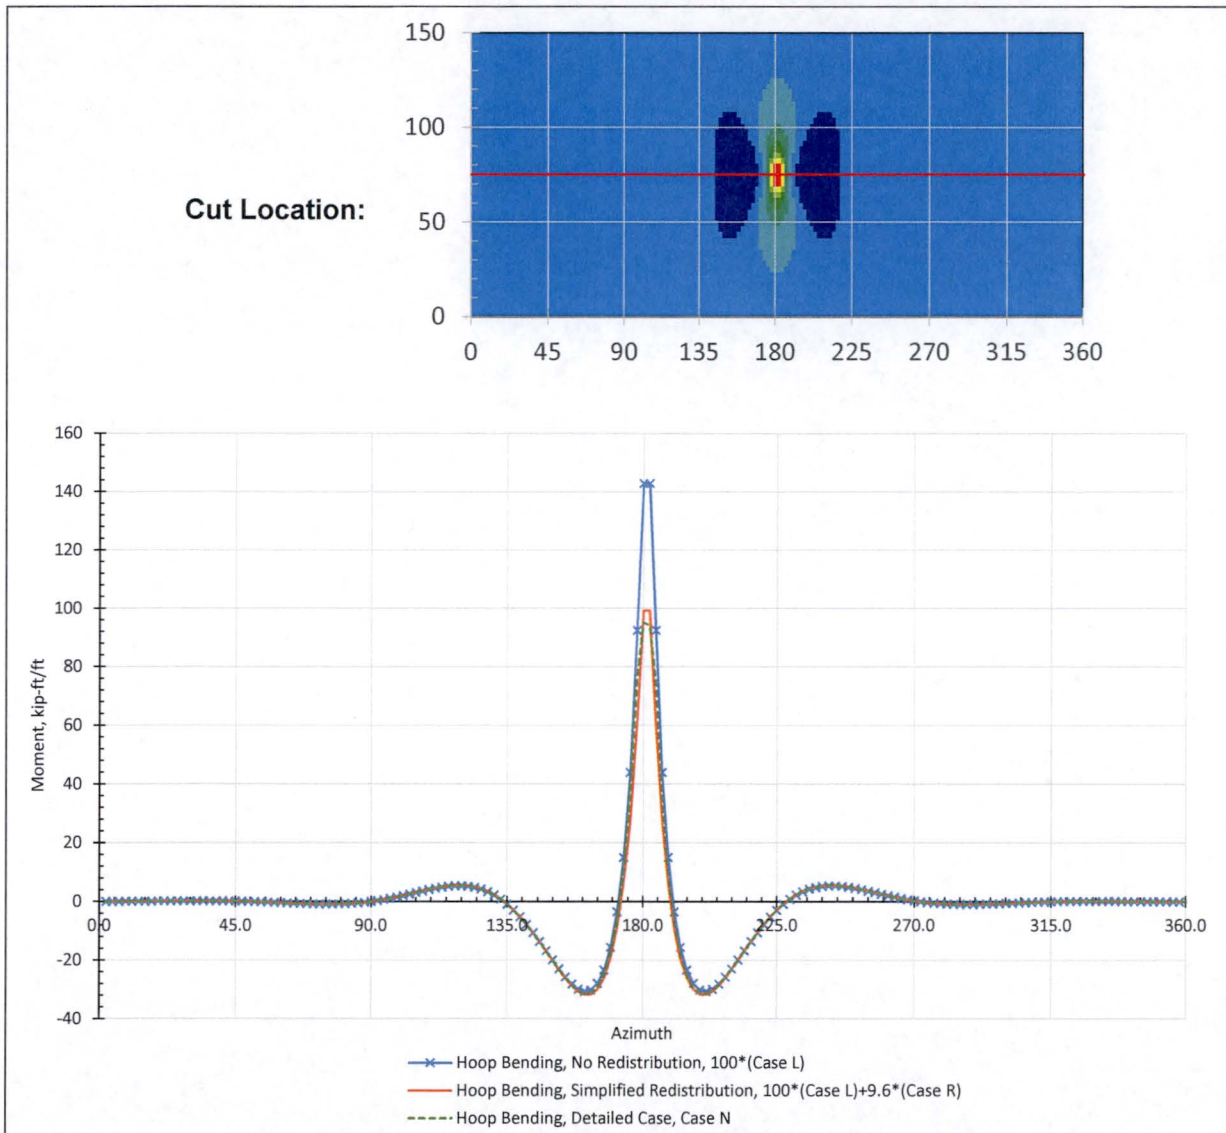 150
100
Cut Location:
50
0
0 45 90 135 180 225 270 315 360
160
140
120
100
80
60
40
20
0
-20
-40
Moment, kip-ft/ft
0.0 45.0 90.0 135.0 180.0 225.0 270.0 315.0 360.0
Azimuth
Hoop Bending, No Redistribution, 100*(Case L)
Hoop Bending, Simplified Redistribution, 100*(Case L)+9.6*(Case R)
Hoop Bending, Detailed Case, Case N